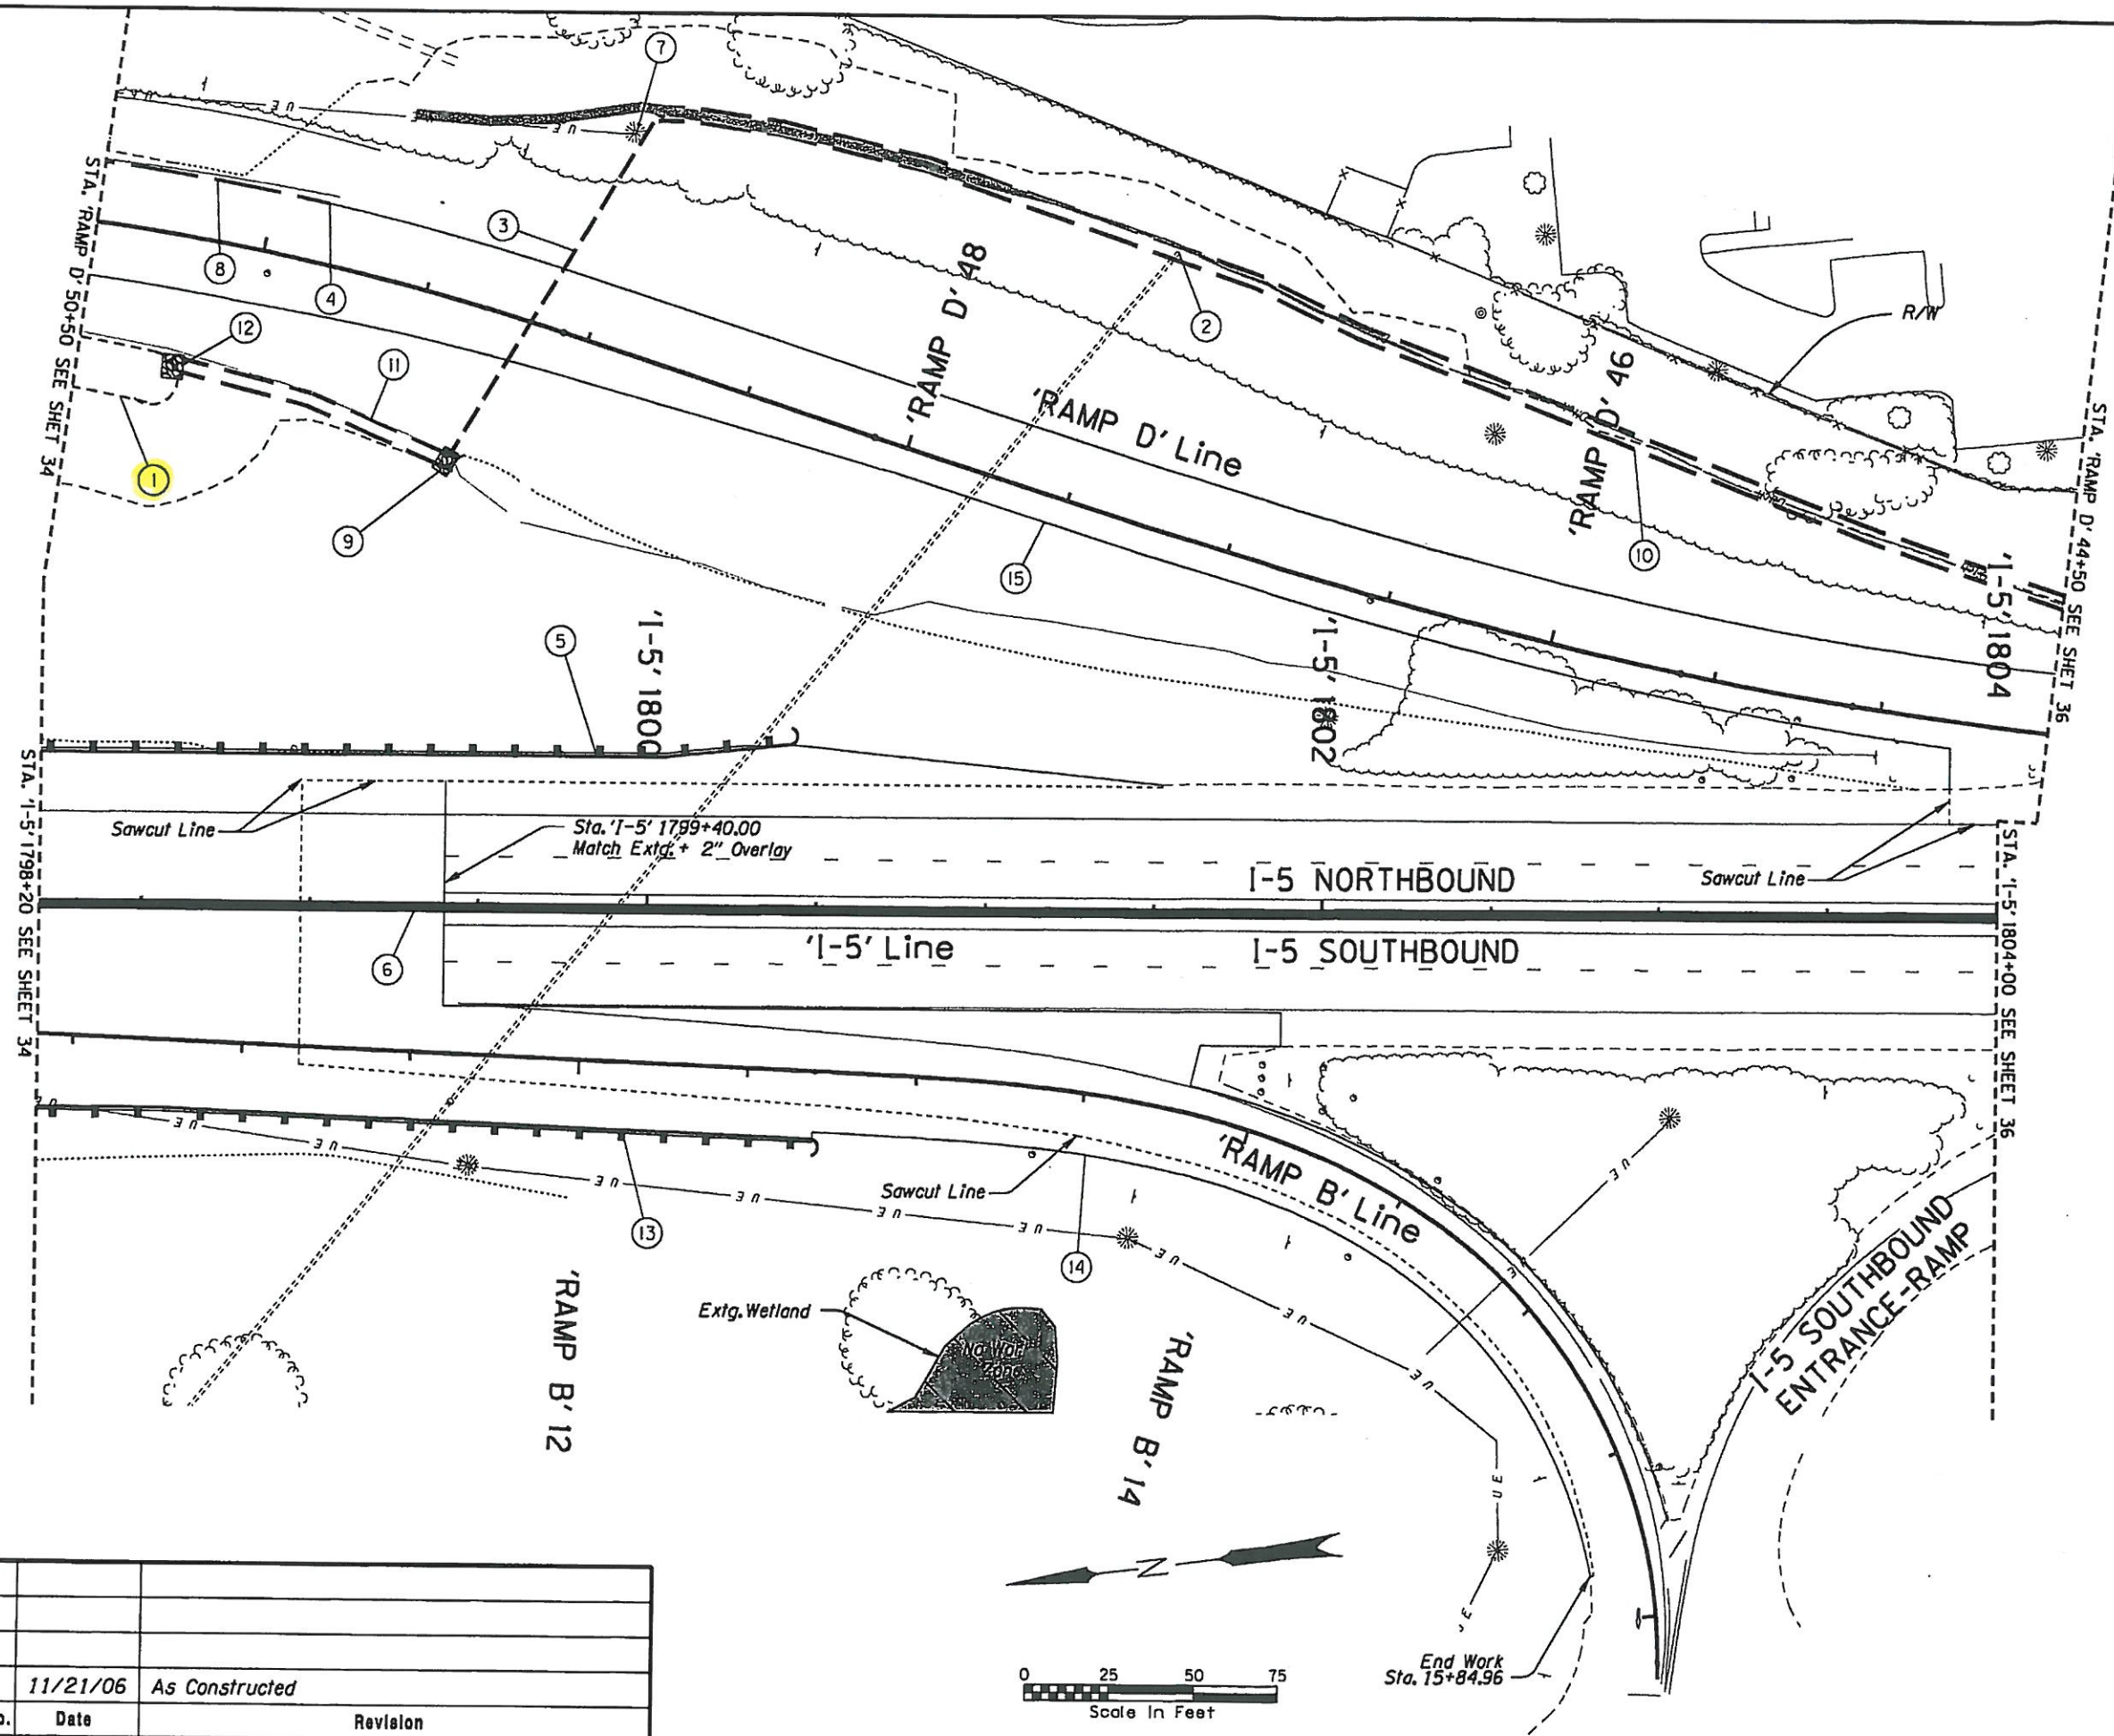 7
U E
U E
3
8
4
12
11
1
9
2
'RAMP D' 48
'RAMP D' Line
'RAMP D' 46
R/W
10
15
STA. 'RAMP D' 50+50 SEE SHET 34
STA. 'RAMP D' 44+50 SEE SHET 36
5
'I-5' 1800
'I-5' 1802
'I-5' 1804
Sawcut Line
Sta. 'I-5' 1799+40.00
Match Extg. + 2" Overlay
I-5 NORTHBOUND
Sawcut Line
STA. 'I-5' 1798+20 SEE SHEET 34
STA. 'I-5' 1804+00 SEE SHEET 36
6
'I-5' Line
I-5 SOUTHBOUND
U E
U E
U E
U E
U E
U E
U E
U E
U E
U E
U E
13
Sawcut Line
14
'RAMP B' Line
Extg. Wetland
No Work
Zone
'RAMP B' 12
'RAMP B' 14
I-5 SOUTHBOUND
ENTRANCE-RAMP
N
0 25 50 75
Scale In Feet
End Work
Sta. 15+84.96
11/21/06 As Constructed
Date Revision